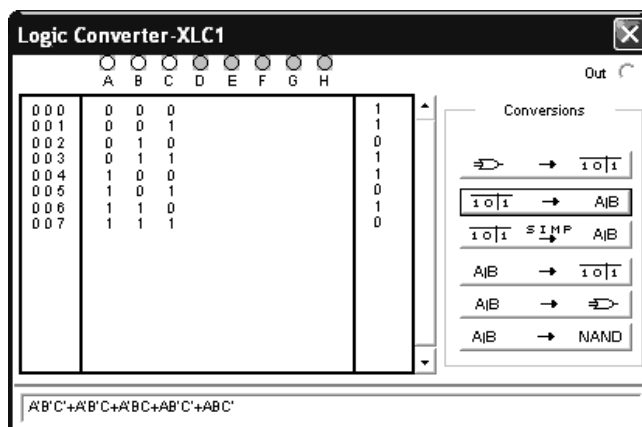 Logic Converter-XLC1
A B C D E F G H
Out
000 0 0 0 1
001 0 0 1 1
002 0 1 0 0
003 0 1 1 1
004 1 0 0 1
005 1 0 1 0
006 1 1 0 1
007 1 1 1 0
Conversions
→ 1 0|1
1 0|1 → A|B
1 0|1 SIMP → A|B
A|B → 1 0|1
A|B →
A|B → NAND
A'B'C'+A'B'C+A'BC+AB'C'+ABC'